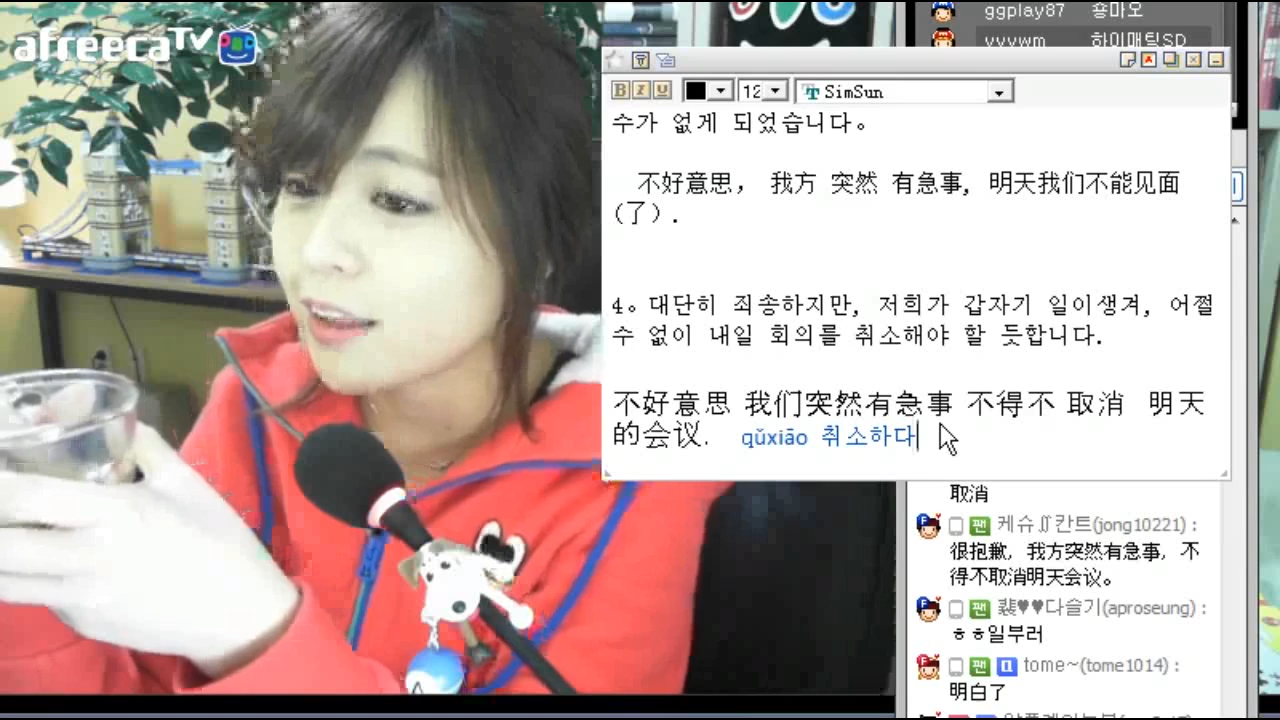 afreecaTV
ggplay87 죵마오
vvvwm 하이매팅SD
B I U 12 SimSun
수가 없게 되었습니다。
不好意思， 我方 突然 有急事, 明天我们不能见面
（了）.
4。대단히 죄송하지만, 저희가 갑자기 일이생겨, 어쩔
수 없이 내일 회의를 취소해야 할 듯합니다.
不好意思 我们突然有急事 不得不 取消 明天
的会议. qǔxiāo 취소하다
取消
팬 케슈∬칸트(jong10221) :
很抱歉，我方突然有急事，不
得不取消明天会议。
팬 裴♥♥다슬기(aproseung) :
ㅎㅎ일부러
팬 tome~(tome1014) :
明白了